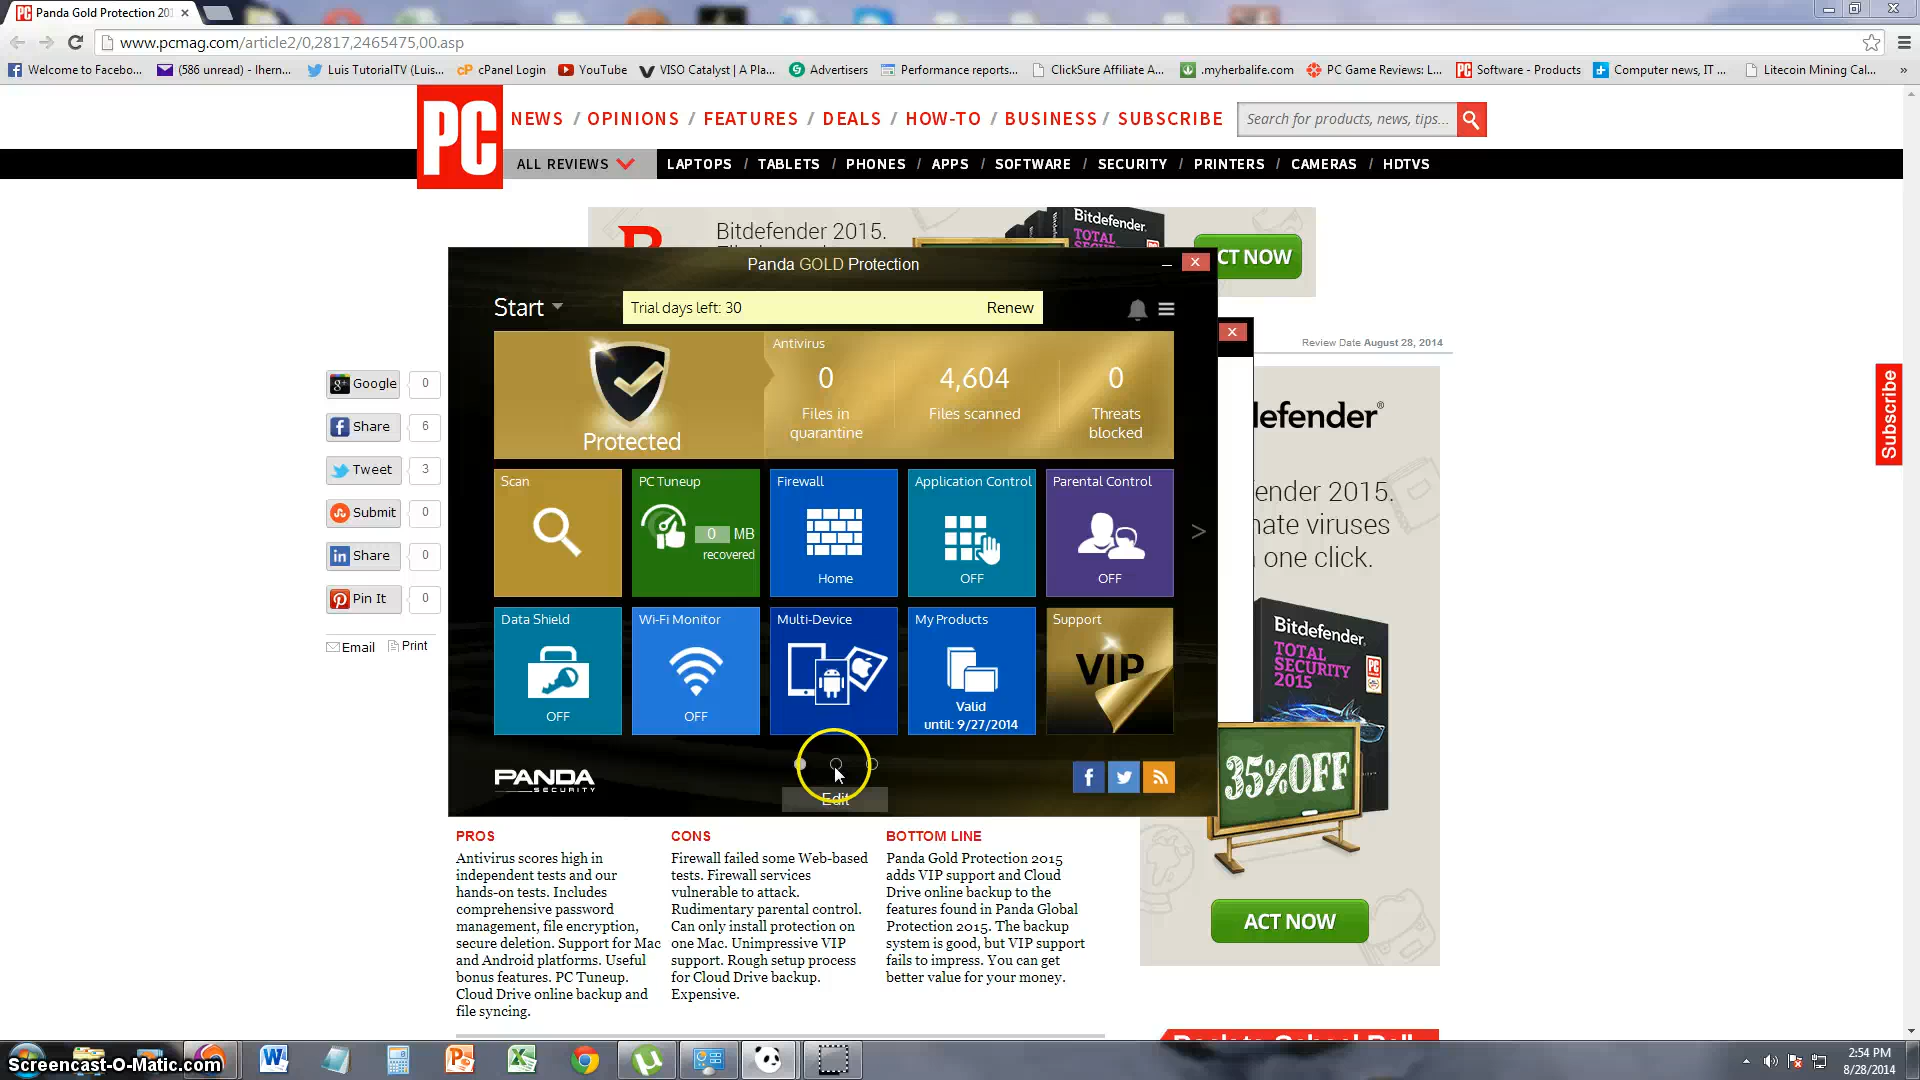 Panda Gold Protection 201
www.pcmag.com/article2/0,2817,2465475,00.asp
Welcome to Facebo...
(586 unread) - lhern...
Luis TutorialTV (Luis...
cPanel Login
YouTube
VISO Catalyst | A Pla...
Advertisers
Performance reports...
ClickSure Affiliate A...
.myherbalife.com
PC Game Reviews: L...
Software - Products
Computer news, IT ...
Litecoin Mining Cal...
»
PC
NEWS / OPINIONS / FEATURES / DEALS / HOW-TO / BUSINESS / SUBSCRIBE
Search for products, news, tips...
ALL REVIEWS
LAPTOPS / TABLETS / PHONES / APPS / SOFTWARE / SECURITY / PRINTERS / CAMERAS / HDTVS
Bitdefender 2015.
Bitdefender
TOTAL
CT NOW
Panda GOLD Protection
Start
Trial days left: 30
Renew
Review Date August 28, 2014
Protected
Antivirus
0
Files in
quarantine
4,604
Files scanned
0
Threats
blocked
Scan
PC Tuneup
0 MB
recovered
Firewall
Home
Application Control
OFF
Parental Control
OFF
>
Data Shield
OFF
Wi-Fi Monitor
OFF
Multi-Device
My Products
Valid
until: 9/27/2014
Support
VIP
PANDA
SECURITY
Edit
Google 0
Share 6
Tweet 3
Submit 0
Share 0
Pin It 0
Email
Print
Subscribe
defender®
ender 2015.
nate viruses
one click.
Bitdefender
TOTAL
SECURITY
2015
PC
35% OFF
ACT NOW
PROS
Antivirus scores high in
independent tests and our
hands-on tests. Includes
comprehensive password
management, file encryption,
secure deletion. Support for Mac
and Android platforms. Useful
bonus features. PC Tuneup.
Cloud Drive online backup and
file syncing.
CONS
Firewall failed some Web-based
tests. Firewall services
vulnerable to attack.
Rudimentary parental control.
Can only install protection on
one Mac. Unimpressive VIP
support. Rough setup process
for Cloud Drive backup.
Expensive.
BOTTOM LINE
Panda Gold Protection 2015
adds VIP support and Cloud
Drive online backup to the
features found in Panda Global
Protection 2015. The backup
system is good, but VIP support
fails to impress. You can get
better value for your money.
Screencast-O-Matic.com
2:54 PM
8/28/2014